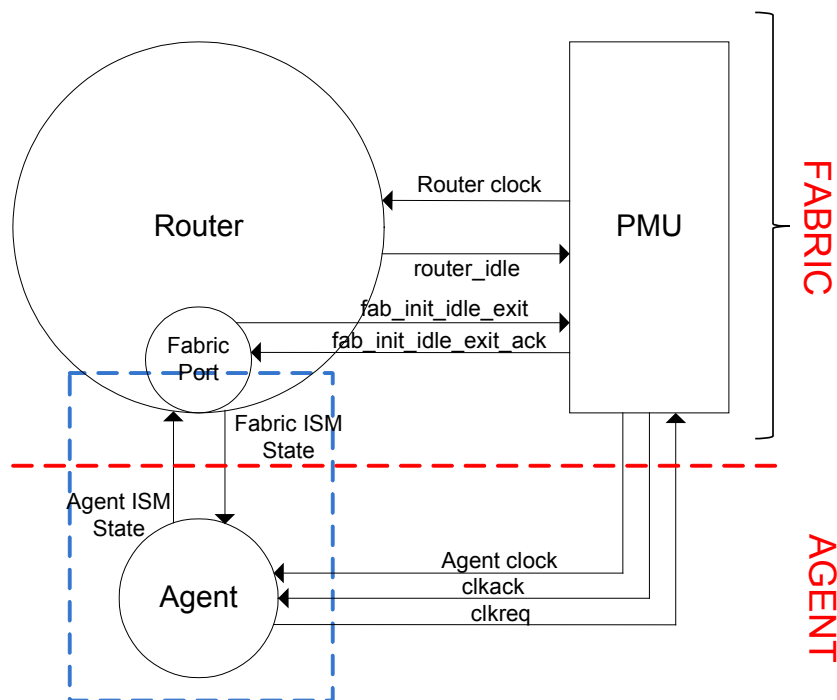 Router clock
Router
PMU
FABRIC
router_idle
fab_init_idle_exit
Fabric
Port
fab_init_idle_exit_ack
Fabric ISM
State
Agent ISM
State
Agent clock
Agent
clkack
clkreq
AGENT